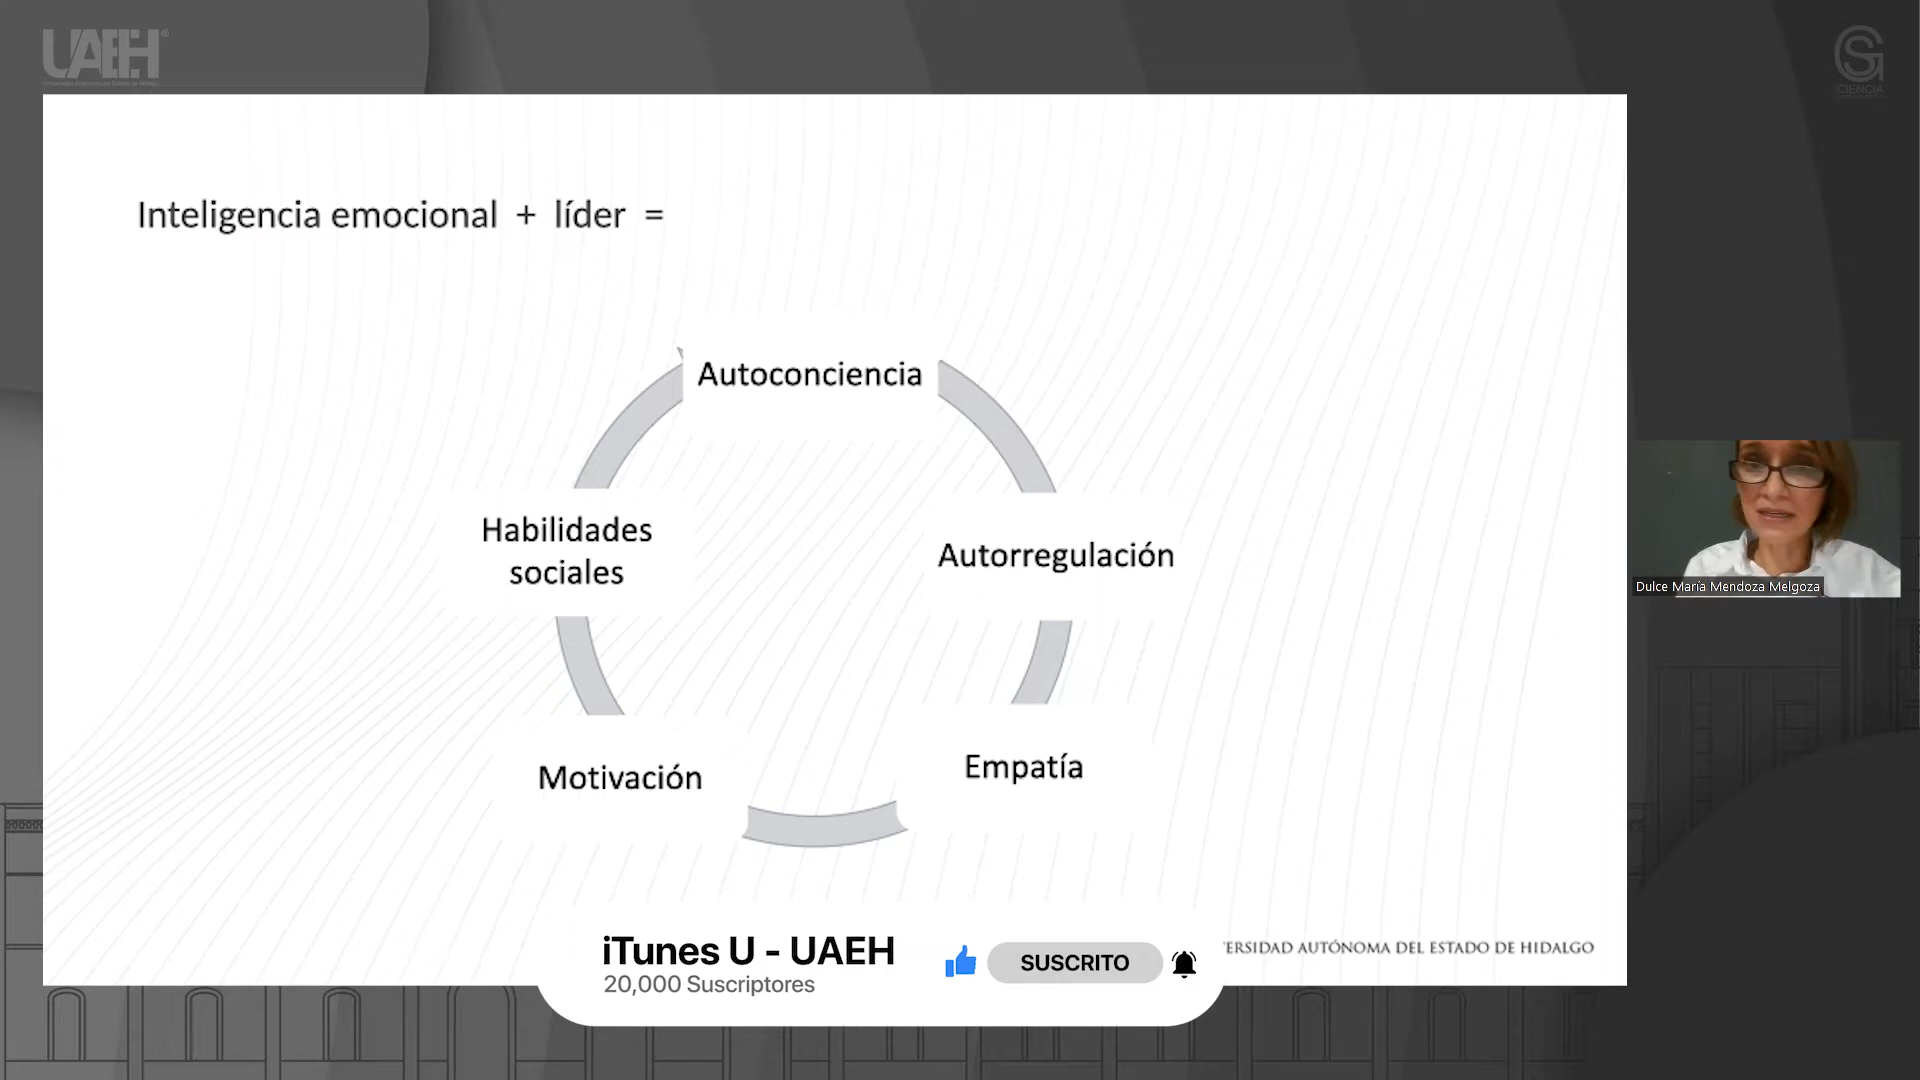 UAEH
CIENCIA
Inteligencia emocional + líder =
Autoconciencia
Habilidades
sociales
Autorregulación
Motivación
Empatía
Dulce María Mendoza Melgoza
iTunes U - UAEH
20,000 Suscriptores
SUSCRITO
ERSIDAD AUTÓNOMA DEL ESTADO DE HIDALGO